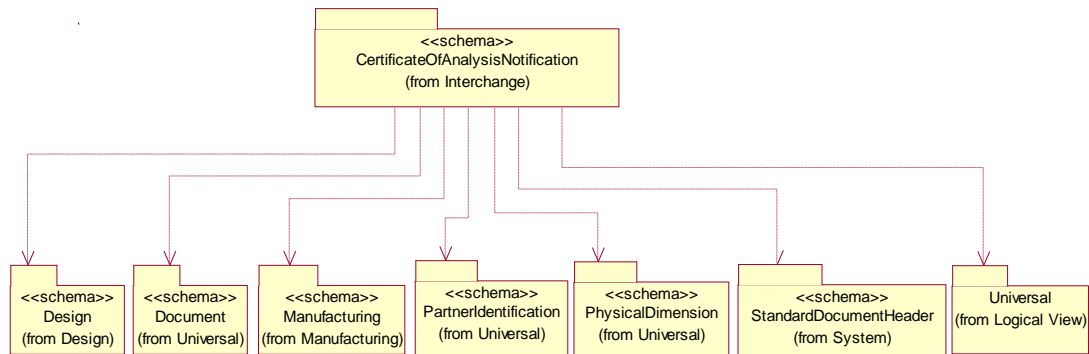 <<schema>>
CertificateOfAnalysisNotification
(from Interchange)
<<schema>>
Design
(from Design)
<<schema>>
Document
(from Universal)
<<schema>>
Manufacturing
(from Manufacturing)
<<schema>>
PartnerIdentification
(from Universal)
<<schema>>
PhysicalDimension
(from Universal)
<<schema>>
StandardDocumentHeader
(from System)
Universal
(from Logical View)